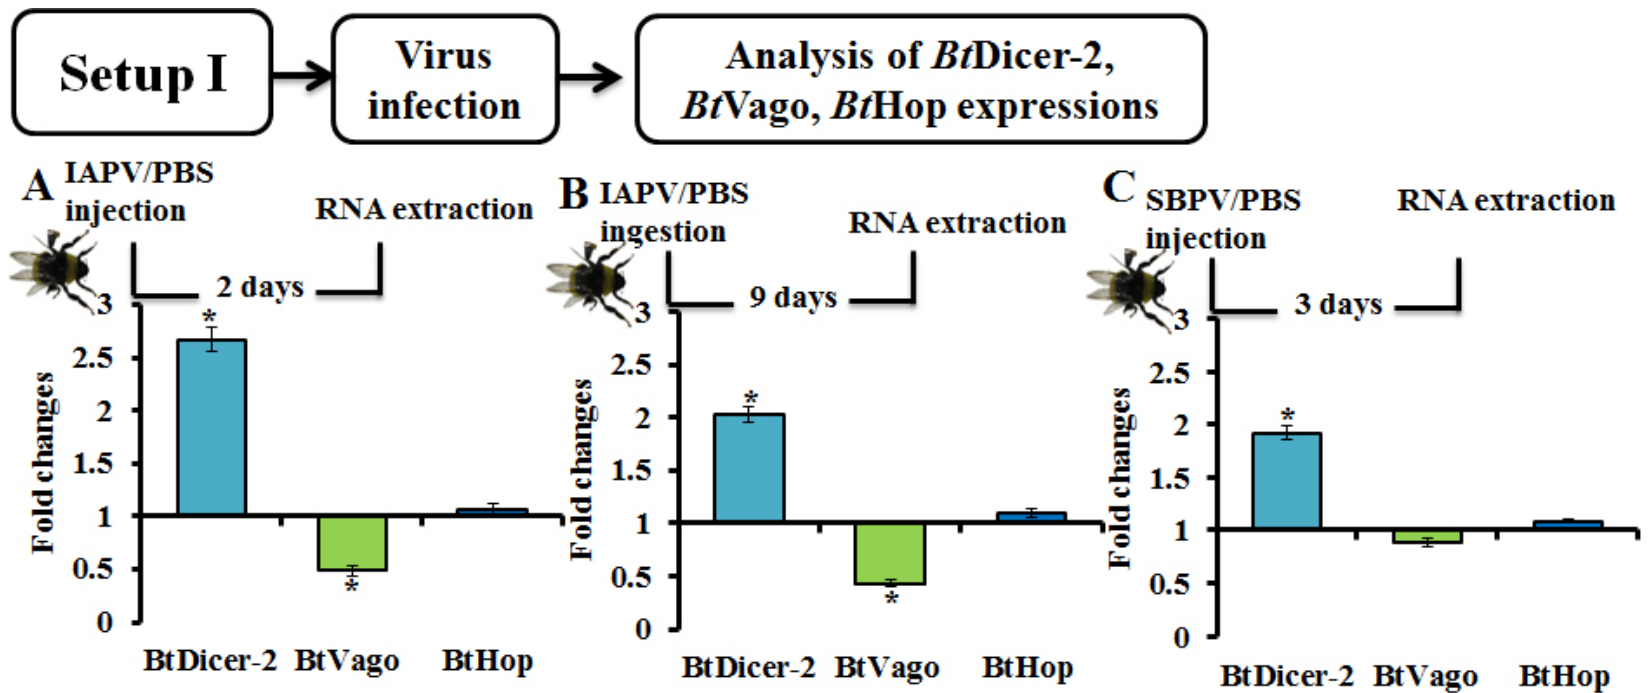 Setup I
Virus
infection
Analysis of BtDicer-2,
BtVago, BtHop expressions
A
IAPV/PBS
injection
RNA extraction
2 days
3
2.5
2
1.5
1
0.5
0
Fold changes
*
*
BtDicer-2
BtVago
BtHop
B
IAPV/PBS
ingestion
RNA extraction
9 days
3
2.5
2
1.5
1
0.5
0
Fold changes
*
*
BtDicer-2
BtVago
BtHop
C
SBPV/PBS
injection
RNA extraction
3 days
3
2.5
2
1.5
1
0.5
0
Fold changes
*
BtDicer-2
BtVago
BtHop